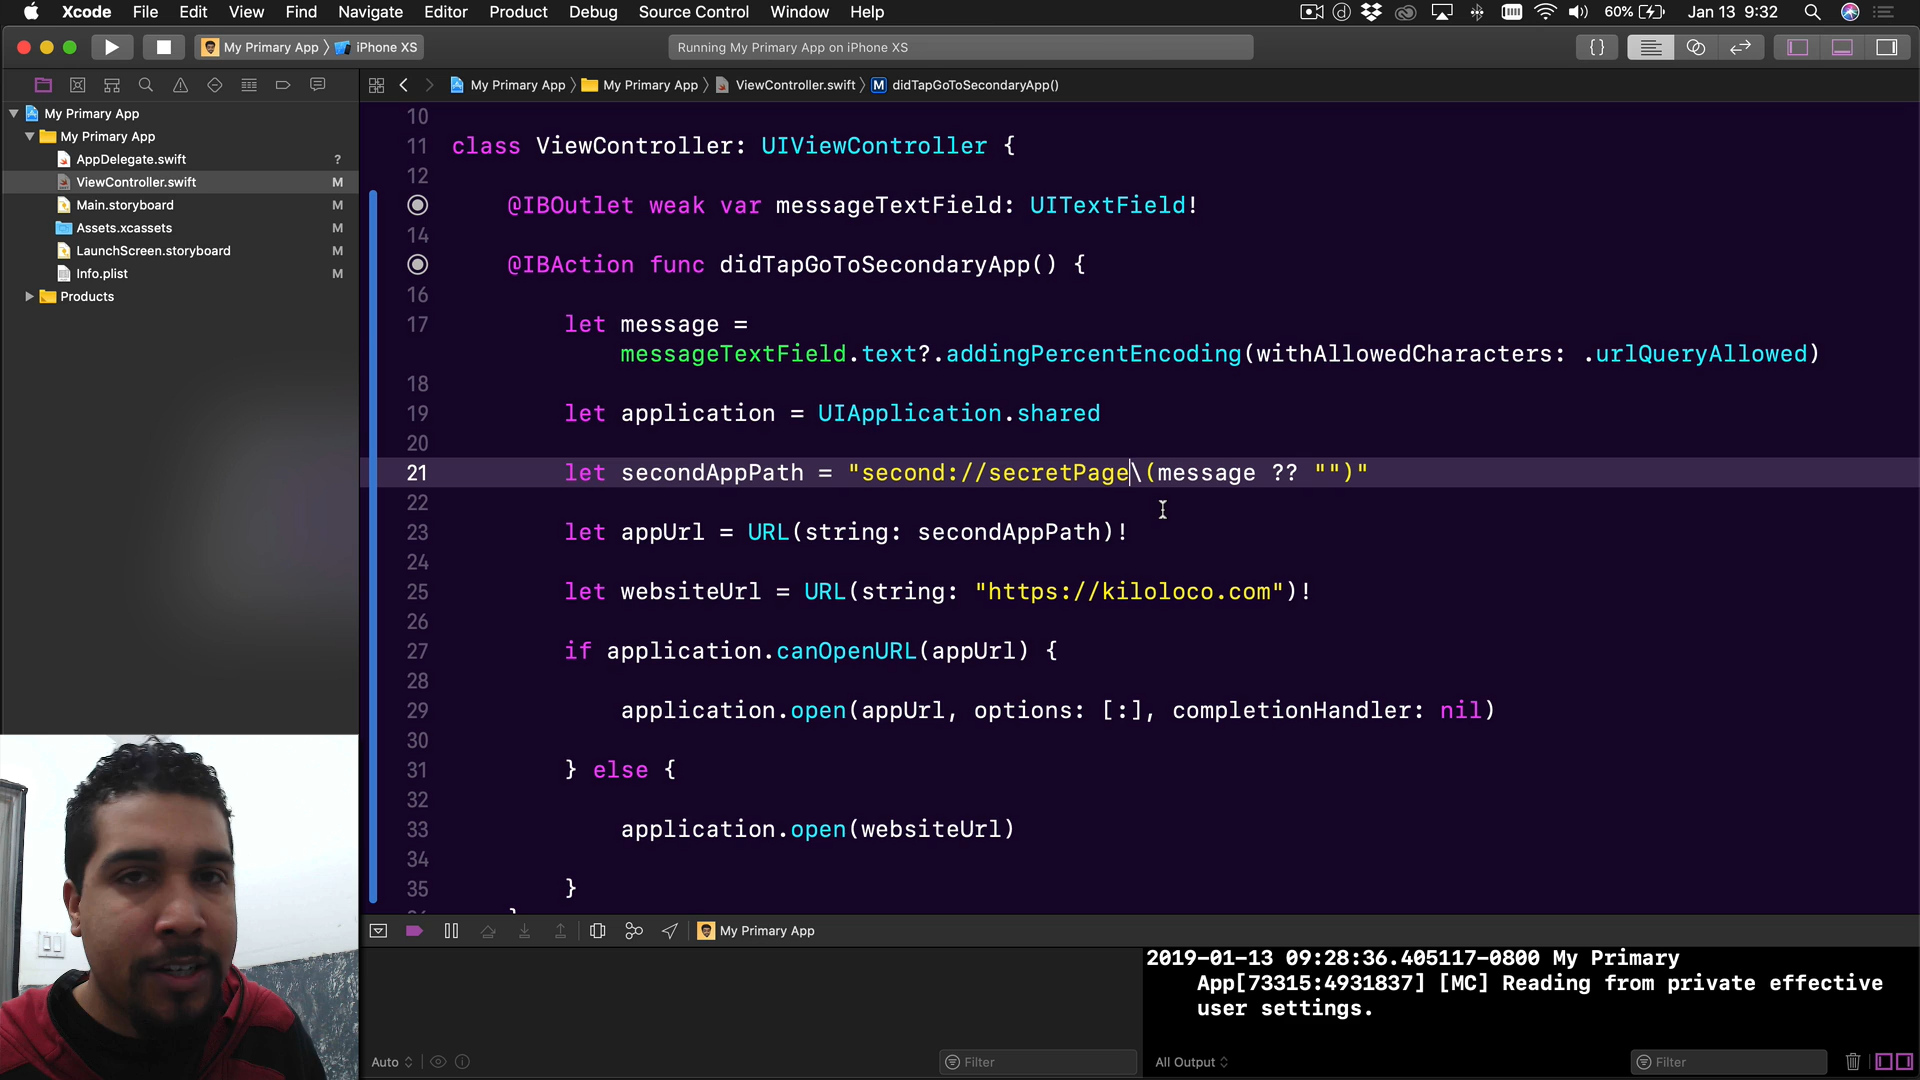 Xcode File Edit View Find Navigate Editor Product Debug Source Control Window Help 60% Jan 13 9:32
My Primary App iPhone XS Running My Primary App on iPhone XS {}
My Primary App My Primary App ViewController.swift M didTapGoToSecondaryApp()
My Primary App
My Primary App
AppDelegate.swift ?
ViewController.swift M
Main.storyboard M
Assets.xcassets M
LaunchScreen.storyboard M
Info.plist M
Products
10
11 class ViewController: UIViewController {
12
@IBOutlet weak var messageTextField: UITextField!
14
@IBAction func didTapGoToSecondaryApp() {
16
17 let message =
messageTextField.text?.addingPercentEncoding(withAllowedCharacters: .urlQueryAllowed)
18
19 let application = UIApplication.shared
20
21 let secondAppPath = "second://secretPage\(message ?? "")"
22
23 let appUrl = URL(string: secondAppPath)!
24
25 let websiteUrl = URL(string: "https://kiloloco.com")!
26
27 if application.canOpenURL(appUrl) {
28
29 application.open(appUrl, options: [:], completionHandler: nil)
30
31 } else {
32
33 application.open(websiteUrl)
34
35 }
My Primary App
2019-01-13 09:28:36.405117-0800 My Primary
App[73315:4931837] [MC] Reading from private effective
user settings.
Auto Filter All Output Filter